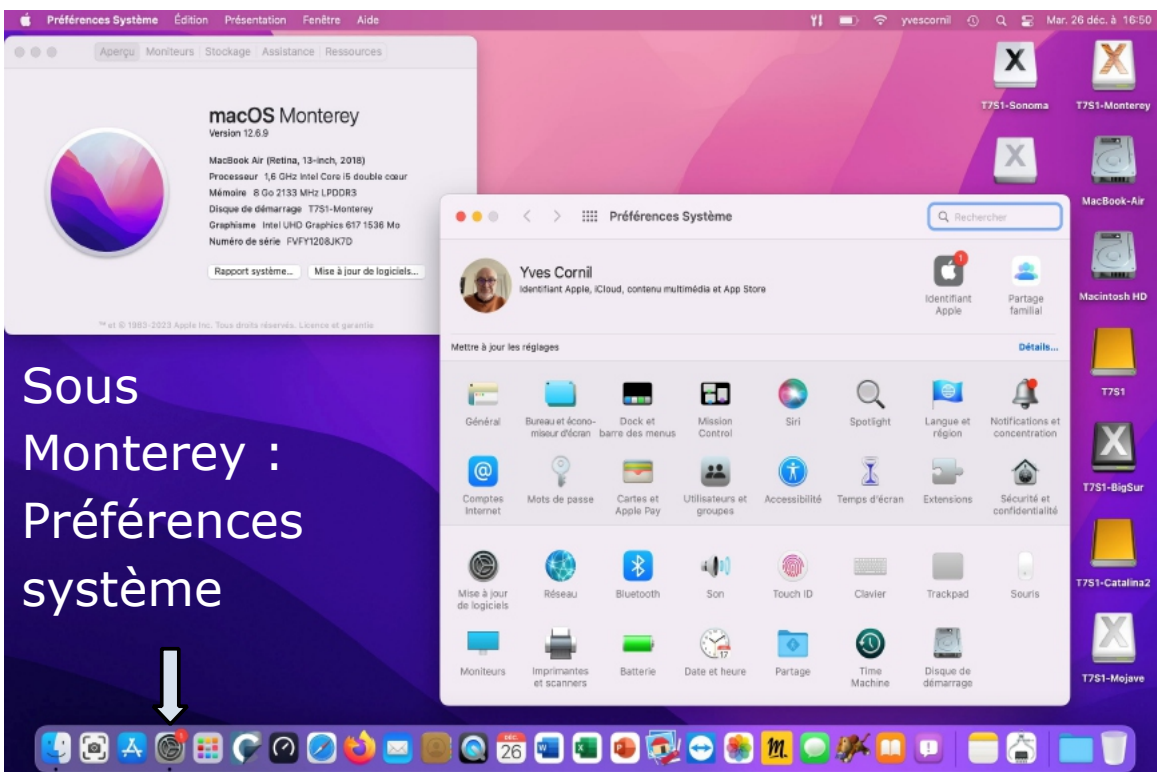 Préférences Système Édition Présentation Fenêtre Aide
yvescornil
Mar. 26 déc. à 16:50
Aperçu Moniteurs Stockage Assistance Ressources
macOS Monterey
Version 12.6.9
MacBook Air (Retina, 13-inch, 2018)
Processeur 1,6 GHz Intel Core i5 double cœur
Mémoire 8 Go 2133 MHz LPDDR3
Disque de démarrage T7S1-Monterey
Graphisme Intel UHD Graphics 617 1536 Mo
Numéro de série FVFY1208JK7D
Rapport système... Mise à jour de logiciels...
™ et © 1983-2023 Apple Inc. Tous droits réservés. Licence et garantie
Sous
Monterey :
Préférences
système
Préférences Système
Rechercher
Yves Cornil
Identifiant Apple, iCloud, contenu multimédia et App Store
1
Identifiant
Apple
Partage
familial
Mettre à jour les réglages
Détails...
Général
Bureau et écono-
miseur d'écran
Dock et
barre des menus
Mission
Control
Siri
Spotlight
Langue et
région
Notifications et
concentration
Comptes
Internet
Mots de passe
Cartes et
Apple Pay
Utilisateurs et
groupes
Accessibilité
Temps d'écran
Extensions
Sécurité et
confidentialité
Mise à jour
de logiciels
Réseau
Bluetooth
Son
Touch ID
Clavier
Trackpad
Souris
Moniteurs
Imprimantes
et scanners
Batterie
17
Date et heure
Partage
Time
Machine
Disque de
démarrage
X
T7S1-Sonoma
X
T7S1-Monterey
X
MacBook-Air
Macintosh HD
T7S1
X
T7S1-BigSur
T7S1-Catalina2
X
T7S1-Mojave
1
DÉC.
26
m.